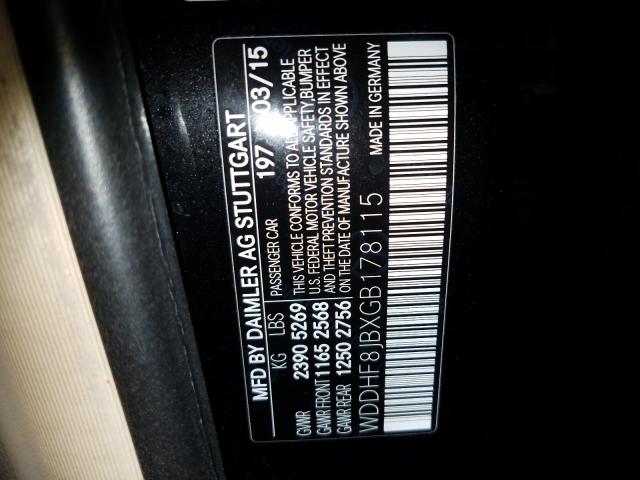 MFD BY DAIMLER AG STUTTGART
197 03/15
KG LBS PASSENGER CAR
GVWR 2390 5269 THIS VEHICLE CONFORMS TO ALL APPLICABLE
U.S. FEDERAL MOTOR VEHICLE SAFETY, BUMPER
GAWR FRONT 1165 2568 AND THEFT PREVENTION STANDARDS IN EFFECT
GAWR REAR 1250 2756 ON THE DATE OF MANUFACTURE SHOWN ABOVE
WDDHF8JBXGB178115 MADE IN GERMANY